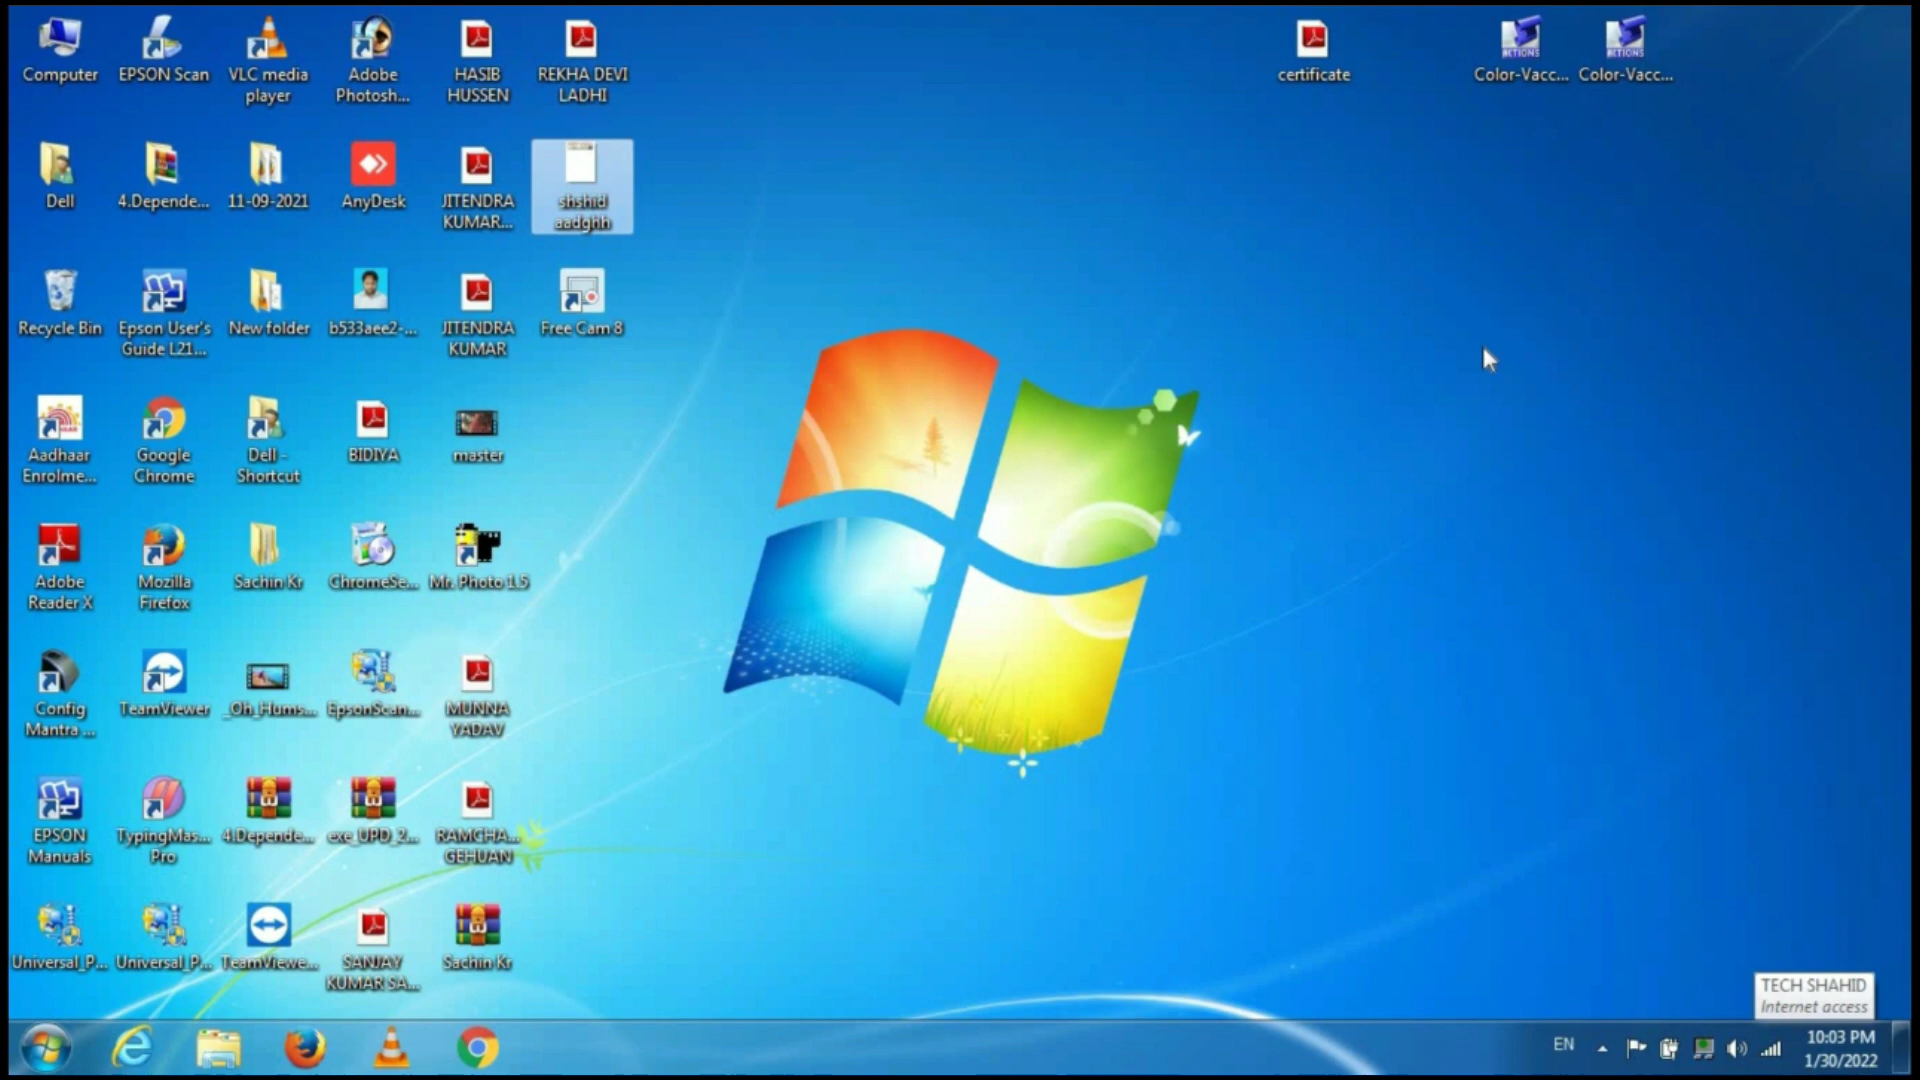 Computer
EPSON Scan
VLC media
player
Adobe
Photosh...
HASIB
HUSSEN
REKHA DEVI
LADHI
certificate
ACTIONS
Color-Vacc...
ACTIONS
Color-Vacc...
Dell
4.Depende...
11-09-2021
AnyDesk
JITENDRA
KUMAR...
shshid
aadghh
Recycle Bin
Epson User's
Guide L21...
New folder
b533aee2-...
JITENDRA
KUMAR
Free Cam 8
Aadhaar
Enrolme...
Google
Chrome
Dell -
Shortcut
BIDIYA
master
Adobe
Reader X
Mozilla
Firefox
Sachin Kr
ChromeSe...
Mr. Photo 1.5
Config
Mantra ...
TeamViewer
_Oh_Hums...
EpsonScan...
MUNNA
YADAV
EPSON
Manuals
TypingMas...
Pro
4.Depende...
exe_UPD_2...
RAMCHA...
GEHUAN
Universal_P...
Universal_P...
TeamViewe...
SANJAY
KUMAR SA...
Sachin Kr
TECH SHAHID
Internet access
EN
10:03 PM
1/30/2022